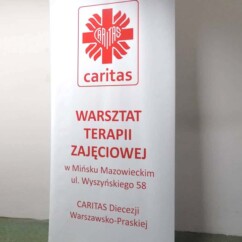 CARITAS
caritas
WARSZTAT
TERAPII
ZAJĘCIOWEJ
w Mińsku Mazowieckim
ul. Wyszyńskiego 58
CARITAS Diecezji
Warszawsko-Praskiej